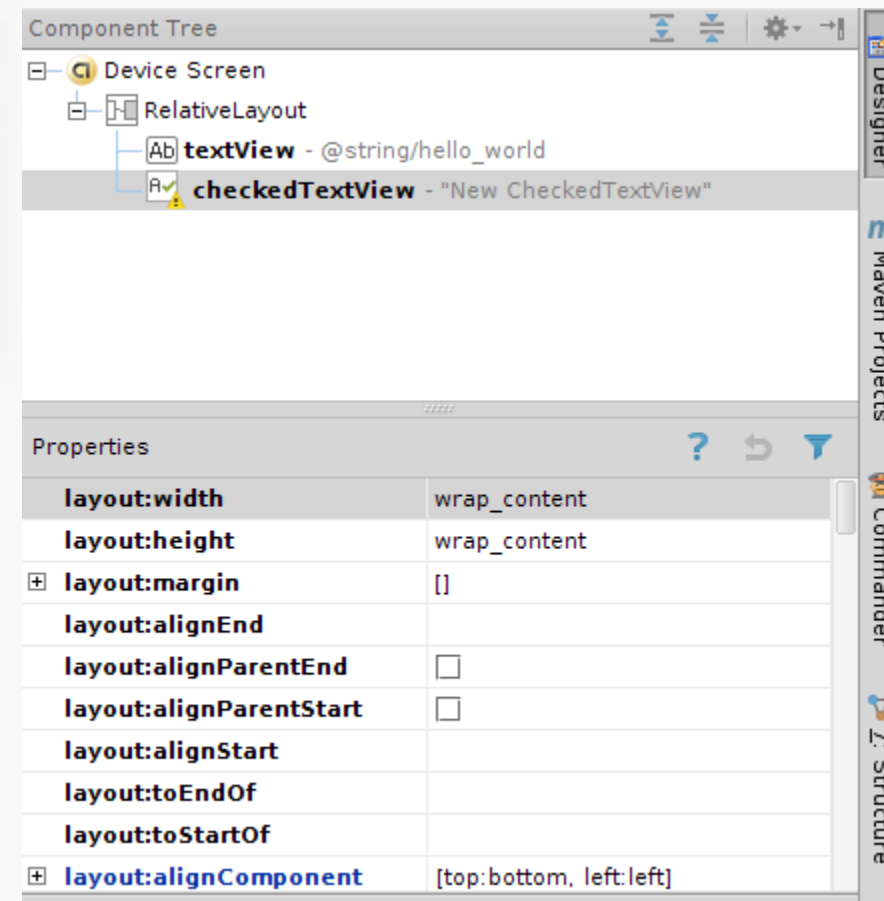 Component Tree
Device Screen
RelativeLayout
Ab textView - @string/hello_world
checkedTextView - "New CheckedTextView"
Properties
?
layout:width wrap_content
layout:height wrap_content
layout:margin []
layout:alignEnd
layout:alignParentEnd
layout:alignParentStart
layout:alignStart
layout:toEndOf
layout:toStartOf
layout:alignComponent [top:bottom, left:left]
Designer
m Maven Projects
Commander
7: Structure